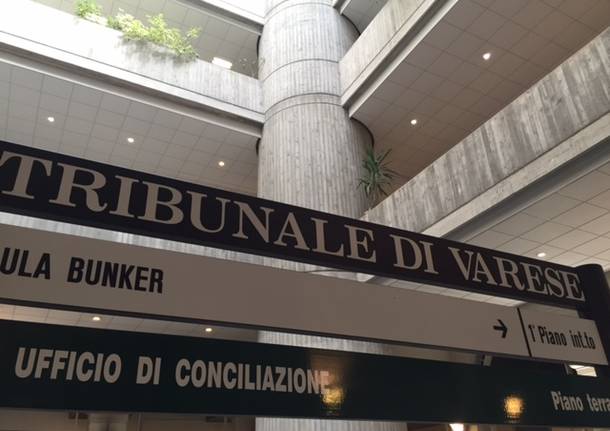 TRIBUNALE DI VARESE
ULA BUNKER
1° Piano int.to
UFFICIO DI CONCILIAZIONE
Piano terra